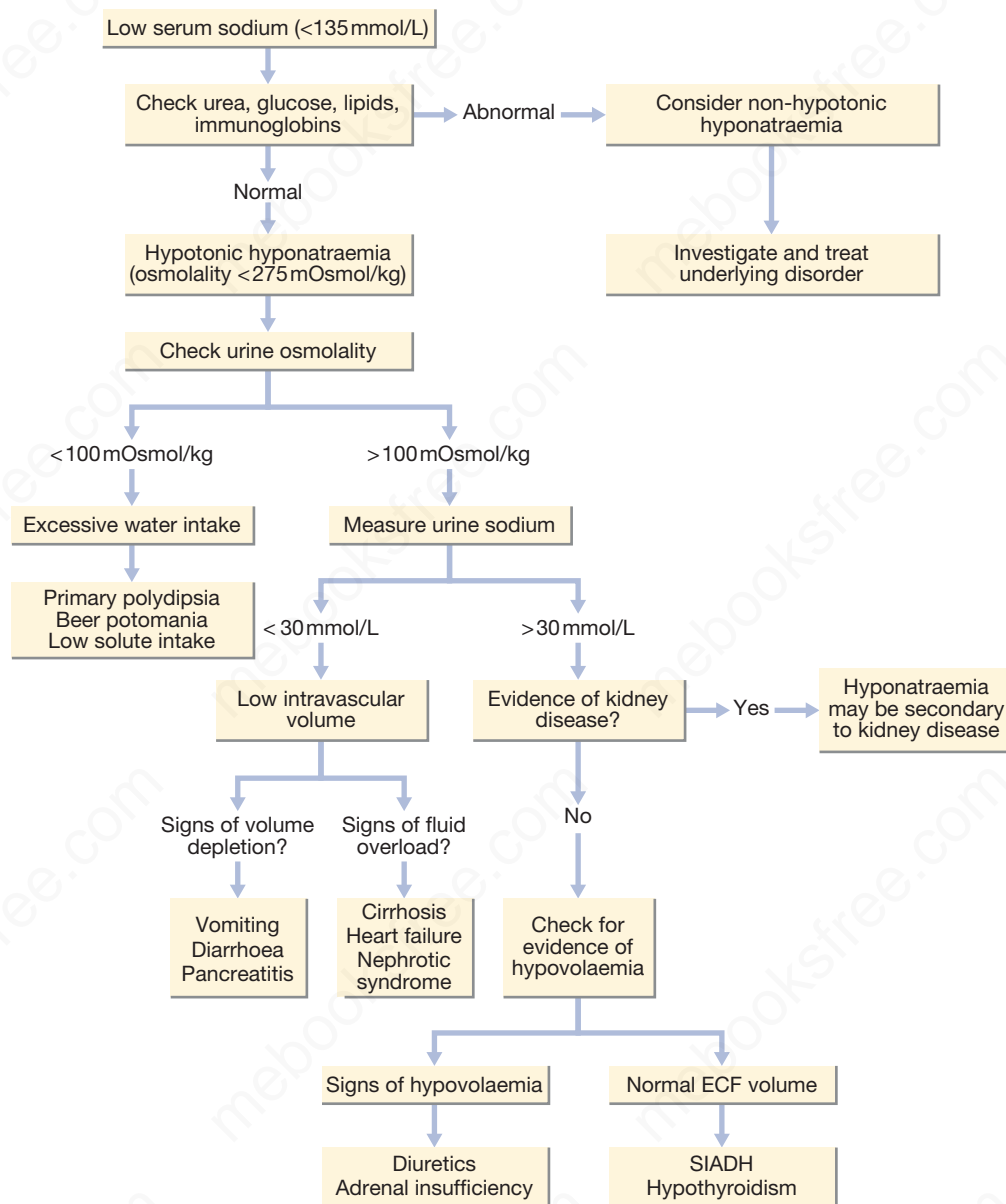 Low serum sodium (<135 mmol/L)
Check urea, glucose, lipids,
immunoglobins
Abnormal
Consider non-hypotonic
hyponatraemia
Normal
Investigate and treat
underlying disorder
Hypotonic hyponatraemia
(osmolality <275 mOsmol/kg)
Check urine osmolality
<100 mOsmol/kg
>100 mOsmol/kg
Excessive water intake
Measure urine sodium
Primary polydipsia
Beer potomania
Low solute intake
<30 mmol/L
>30 mmol/L
Low intravascular
volume
Evidence of kidney
disease?
Yes
Hyponatraemia
may be secondary
to kidney disease
No
Signs of volume
depletion?
Signs of fluid
overload?
Vomiting
Diarrhoea
Pancreatitis
Cirrhosis
Heart failure
Nephrotic
syndrome
Check for
evidence of
hypovolaemia
Signs of hypovolaemia
Normal ECF volume
Diuretics
Adrenal insufficiency
SIADH
Hypothyroidism
mebooksfree.com